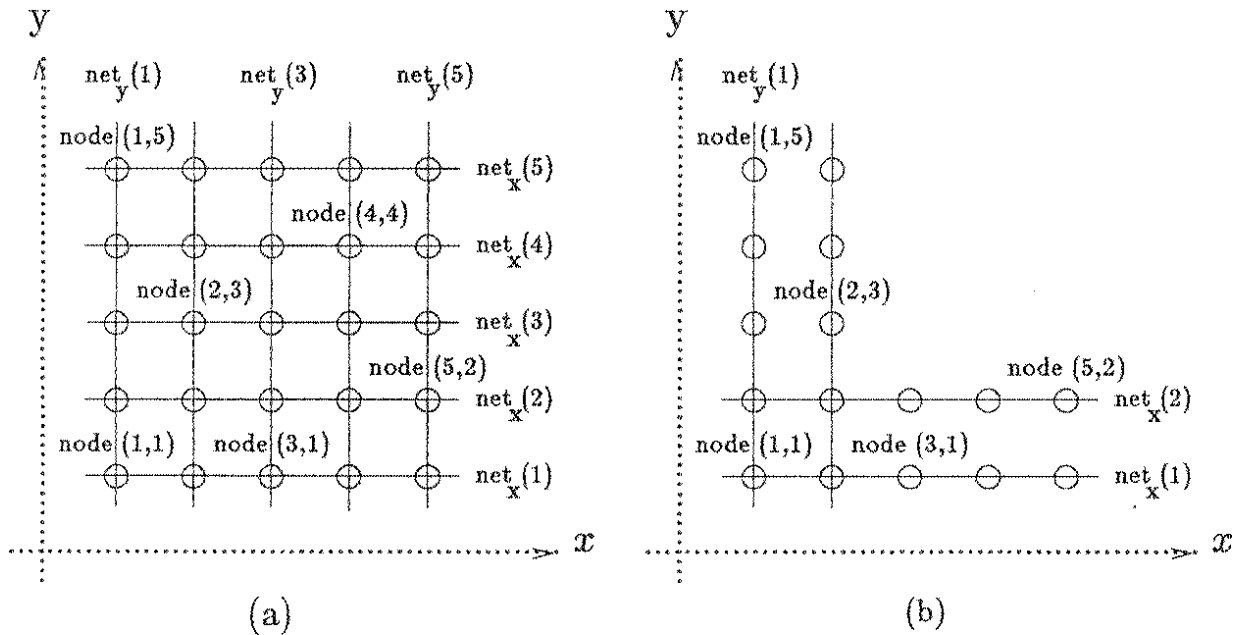 y
net_y(1) net_y(3) net_y(5)
node (1,5)
net_x(5)
node (4,4)
net_x(4)
node (2,3)
net_x(3)
node (5,2)
net_x(2)
node (1,1) node (3,1)
net_x(1)
x
(a)
y
net_y(1)
node (1,5)
node (2,3)
node (5,2)
net_x(2)
node (1,1) node (3,1)
net_x(1)
x
(b)